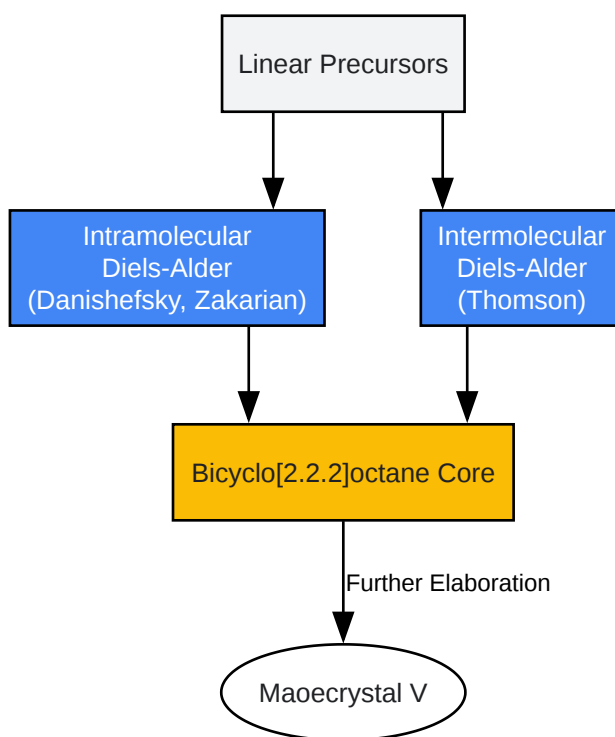 Linear Precursors
Intramolecular
Diels-Alder
(Danishefsky, Zakarian)
Intermolecular
Diels-Alder
(Thomson)
Bicyclo[2.2.2]octane Core
Further Elaboration
Maoecrystal V